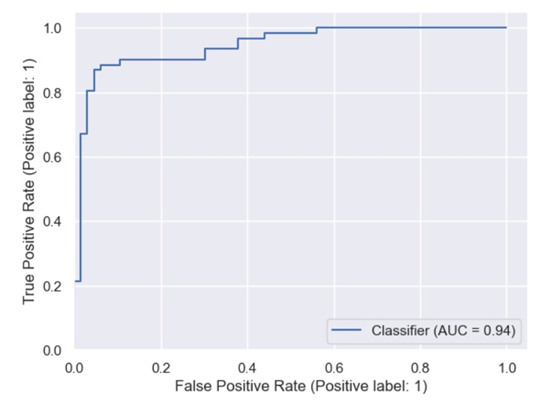 1.0
0.8
0.6
0.4
0.2
0.0
True Positive Rate (Positive label: 1)
Classifier (AUC = 0.94)
0.0 0.2 0.4 0.6 0.8 1.0
False Positive Rate (Positive label: 1)